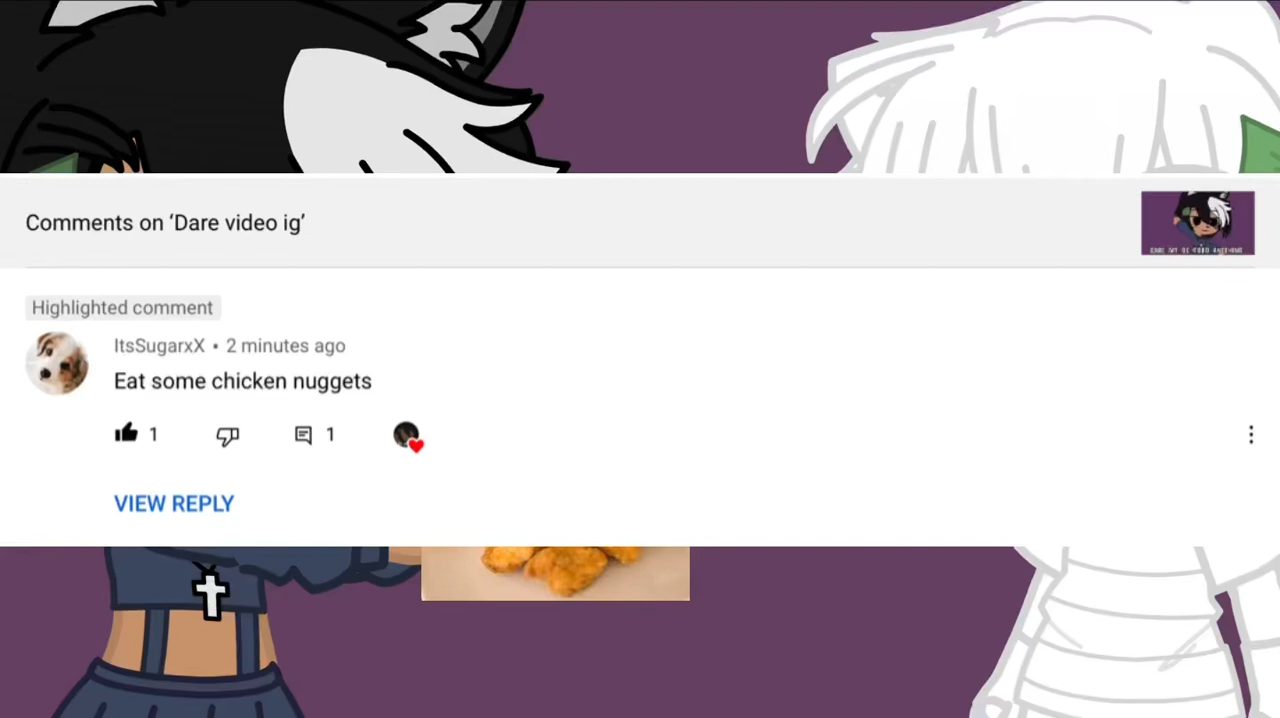 Comments on ‘Dare video ig’
Highlighted comment
ItsSugarxX • 2 minutes ago
Eat some chicken nuggets
1
1
VIEW REPLY